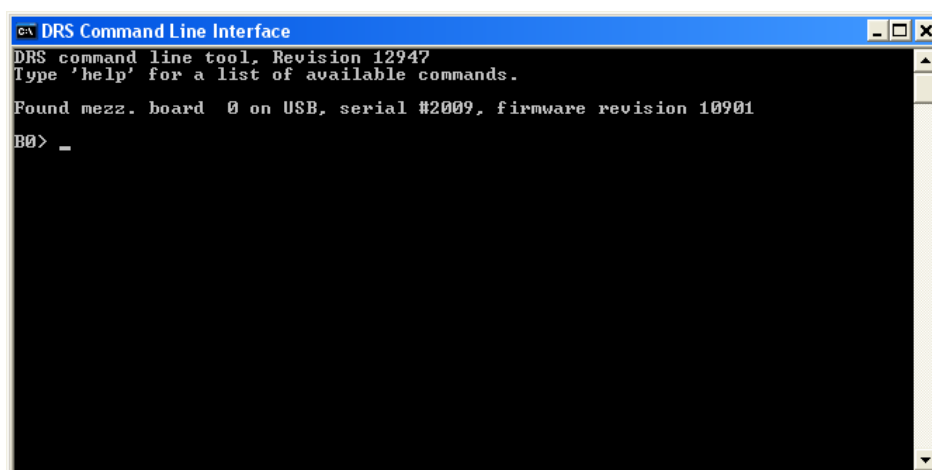 DRS Command Line Interface
DRS command line tool, Revision 12947
Type 'help' for a list of available commands.
Found mezz. board  0 on USB, serial #2009, firmware revision 10901
B0> _